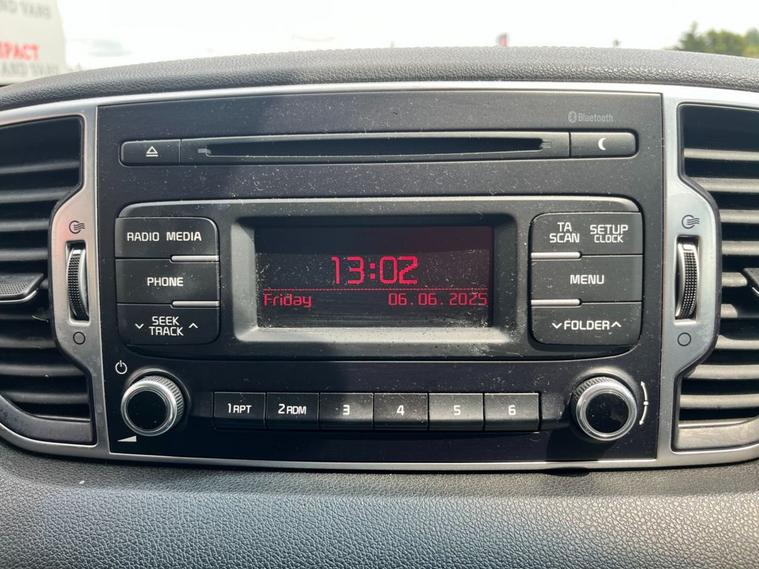 Bluetooth
RADIO MEDIA
PHONE
SEEK
TRACK
13:02
Friday 06.06.2025
TA
SCAN
SETUP
CLOCK
MENU
FOLDER
1 RPT
2 RDM
3
4
5
6